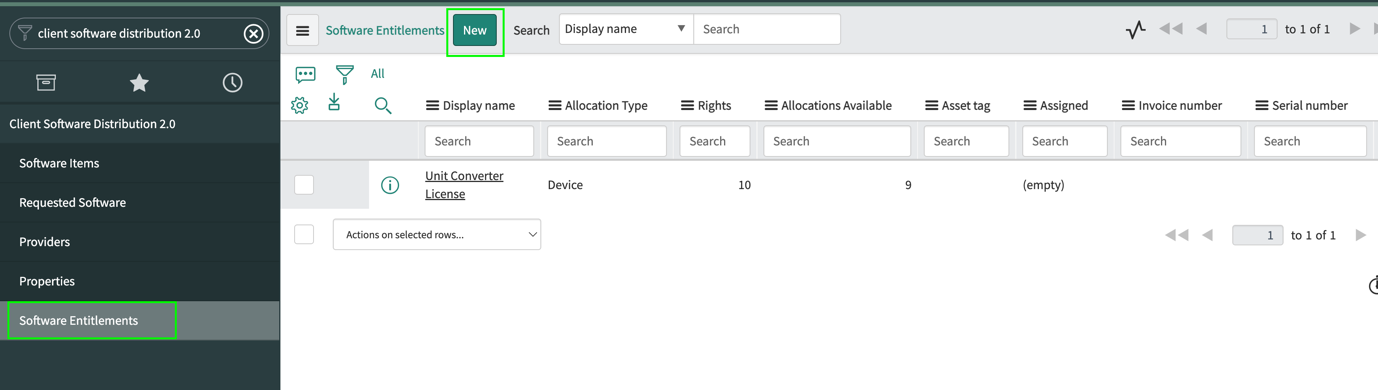 client software distribution 2.0
Client Software Distribution 2.0
Software Items
Requested Software
Providers
Properties
Software Entitlements
Software Entitlements New Search Display name Search 1 to 1 of 1
All
Display name Allocation Type Rights Allocations Available Asset tag Assigned Invoice number Serial number
Search Search Search Search Search Search Search Search
Unit Converter
License Device 10 9 (empty)
Actions on selected rows... 1 to 1 of 1